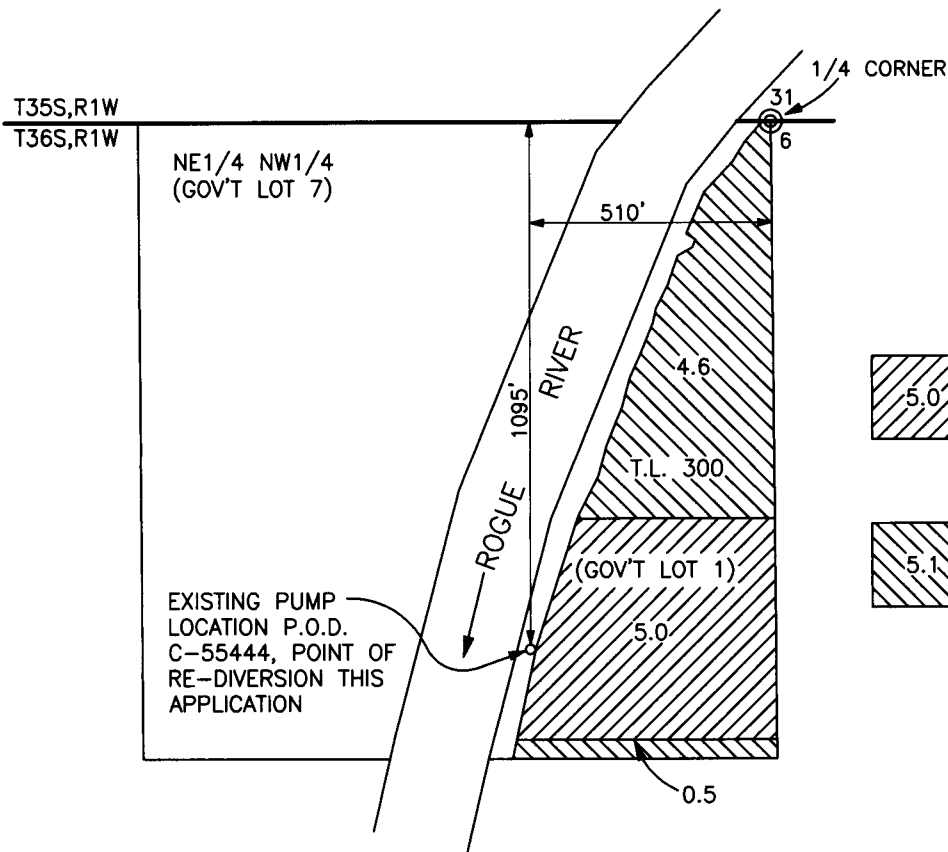 1/4 CORNER
T35S,R1W
31
T36S,R1W
6
NE1/4 NW1/4
(GOV'T LOT 7)
510'
RIVER
4.6
1095'
5.0
T.L. 300
ROGUE
(GOV'T LOT 1)
5.1
5.0
EXISTING PUMP
LOCATION P.O.D.
C-55444, POINT OF
RE-DIVERSION THIS
APPLICATION
0.5